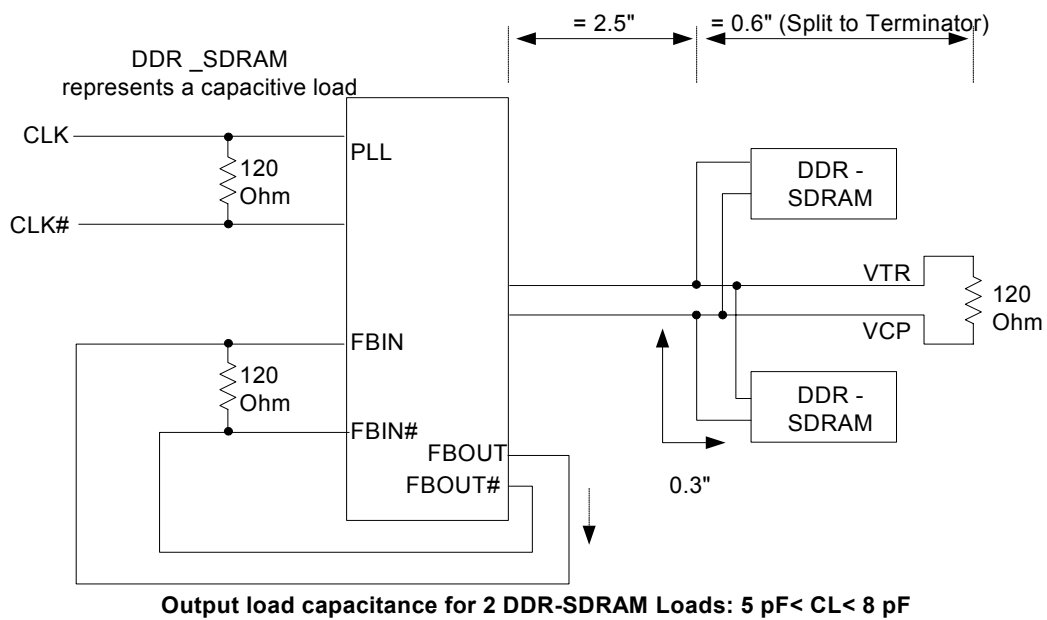 = 2.5"
= 0.6" (Split to Terminator)
DDR _SDRAM
represents a capacitive load
CLK
PLL
120
Ohm
CLK#
DDR -
SDRAM
VTR
120
Ohm
VCP
FBIN
120
Ohm
FBIN#
DDR -
SDRAM
FBOUT
FBOUT#
0.3"
Output load capacitance for 2 DDR-SDRAM Loads: 5 pF< CL< 8 pF